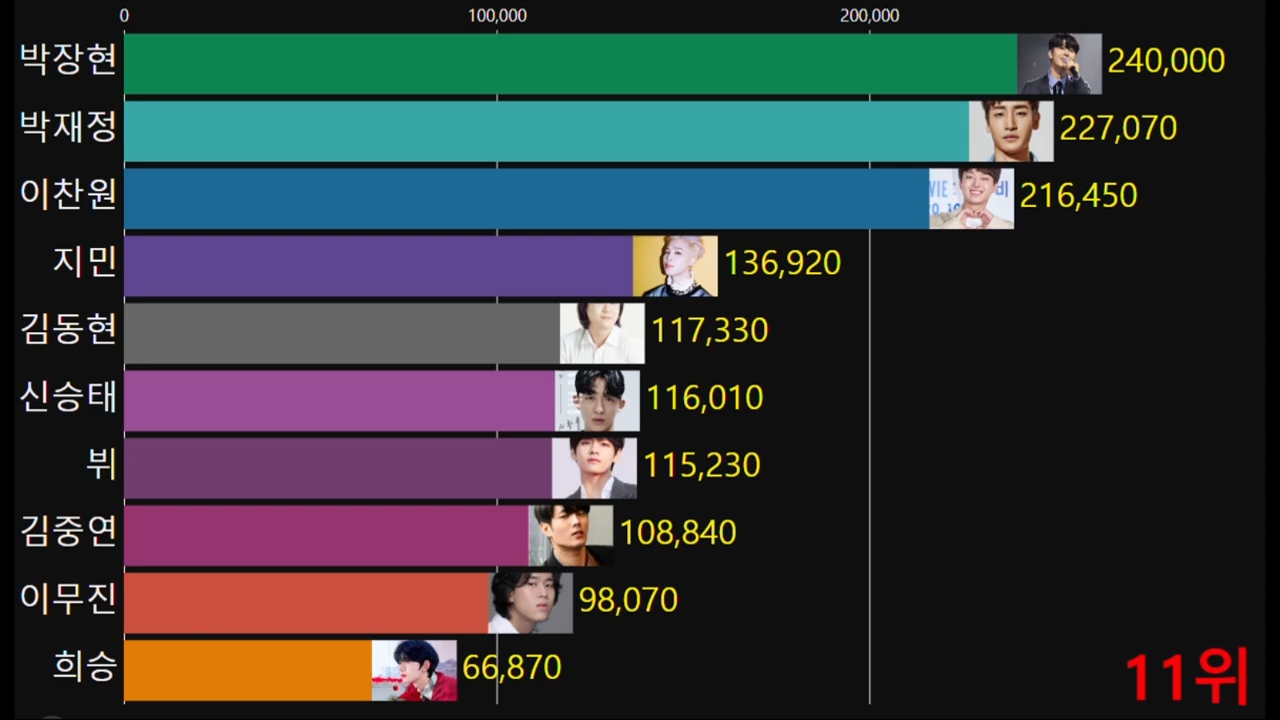 0 100,000 200,000
박장현 240,000
박재정 227,070
이찬원 216,450
지민 136,920
김동현 117,330
신승태 116,010
뷔 115,230
김중연 108,840
이무진 98,070
희승 66,870
11위